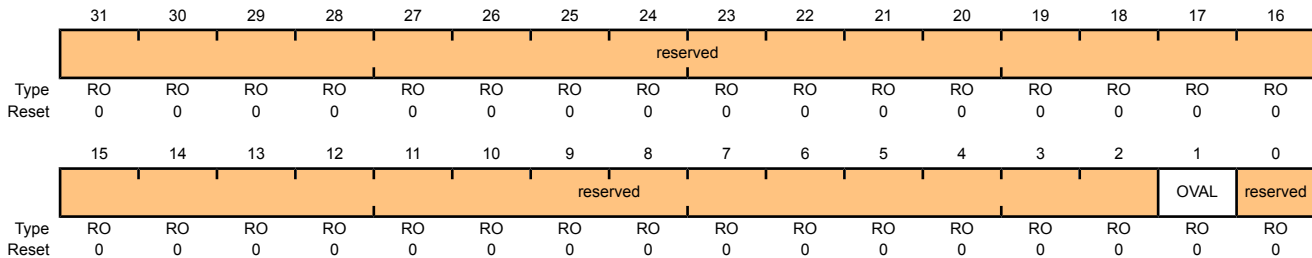 31 30 29 28 27 26 25 24 23 22 21 20 19 18 17 16
reserved
Type RO RO RO RO RO RO RO RO RO RO RO RO RO RO RO RO
Reset 0 0 0 0 0 0 0 0 0 0 0 0 0 0 0 0
15 14 13 12 11 10 9 8 7 6 5 4 3 2 1 0
reserved OVAL reserved
Type RO RO RO RO RO RO RO RO RO RO RO RO RO RO RO RO
Reset 0 0 0 0 0 0 0 0 0 0 0 0 0 0 0 0